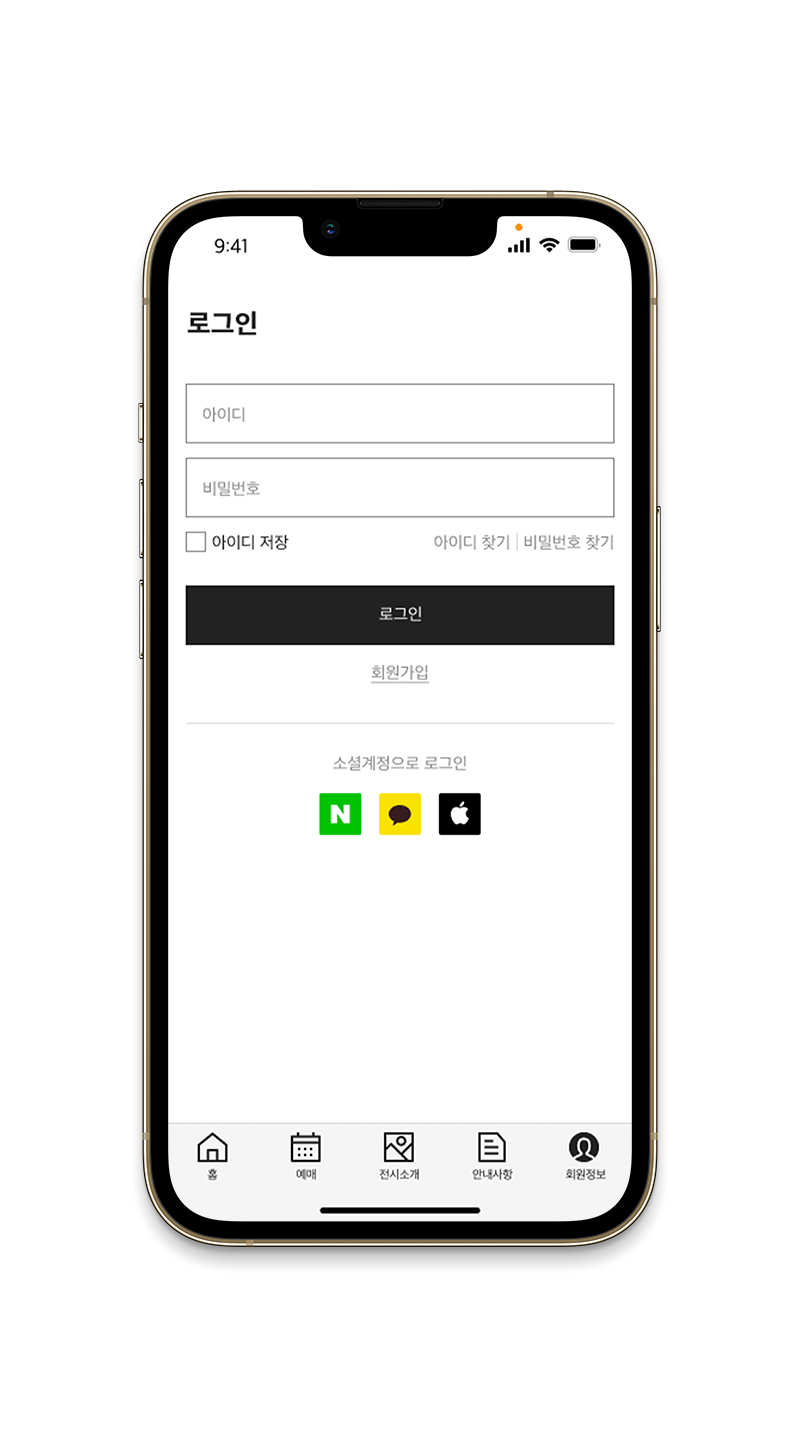 9:41
로그인
아이디
비밀번호
아이디 저장 아이디 찾기 | 비밀번호 찾기
로그인
회원가입
소셜계정으로 로그인
N
홈 예매 전시소개 안내사항 회원정보